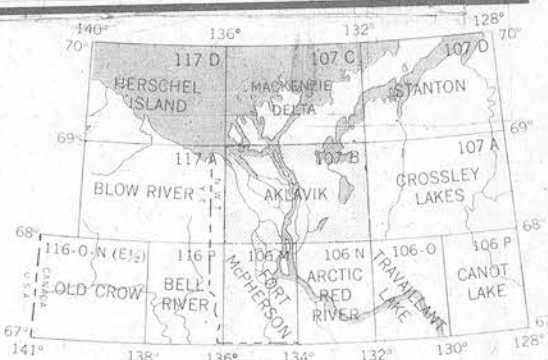 140° 136° 132° 128°
70° 117 D 107 C 107 D 70°
HERSCHEL ISLAND
MACKENZIE DELTA
STANTON
69° 69°
117 A 107 B 107 A
BLOW RIVER
Y T
N W T
AKLAVIK
CROSSLEY LAKES
68° 68°
116-O-N (E½) 116 P 106 M 106 N 106-O 106 P
CANADA
U.S.A.
OLD CROW
BELL RIVER
FORT McPHERSON
ARCTIC RED RIVER
TRAVAILLANT LAKE
CANOT LAKE
67° 67°
141° 138° 136° 134° 132° 130° 128°